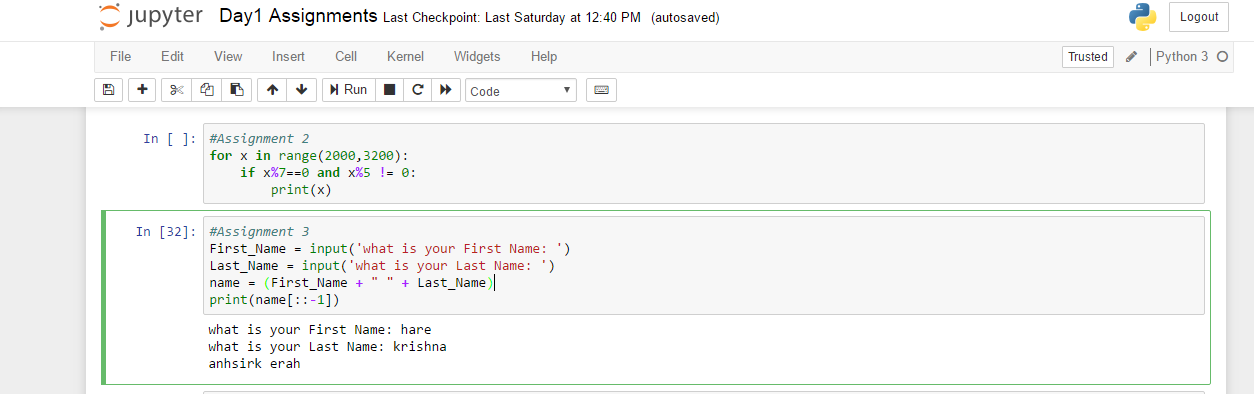 jupyter Day1 Assignments Last Checkpoint: Last Saturday at 12:40 PM (autosaved) Logout
File Edit View Insert Cell Kernel Widgets Help Trusted Python 3
Run Code
In [ ]: #Assignment 2
for x in range(2000,3200):
    if x%7==0 and x%5 != 0:
        print(x)
In [32]: #Assignment 3
First_Name = input('what is your First Name: ')
Last_Name = input('what is your Last Name: ')
name = (First_Name + " " + Last_Name)
print(name[::-1])
what is your First Name: hare
what is your Last Name: krishna
anhsirk erah